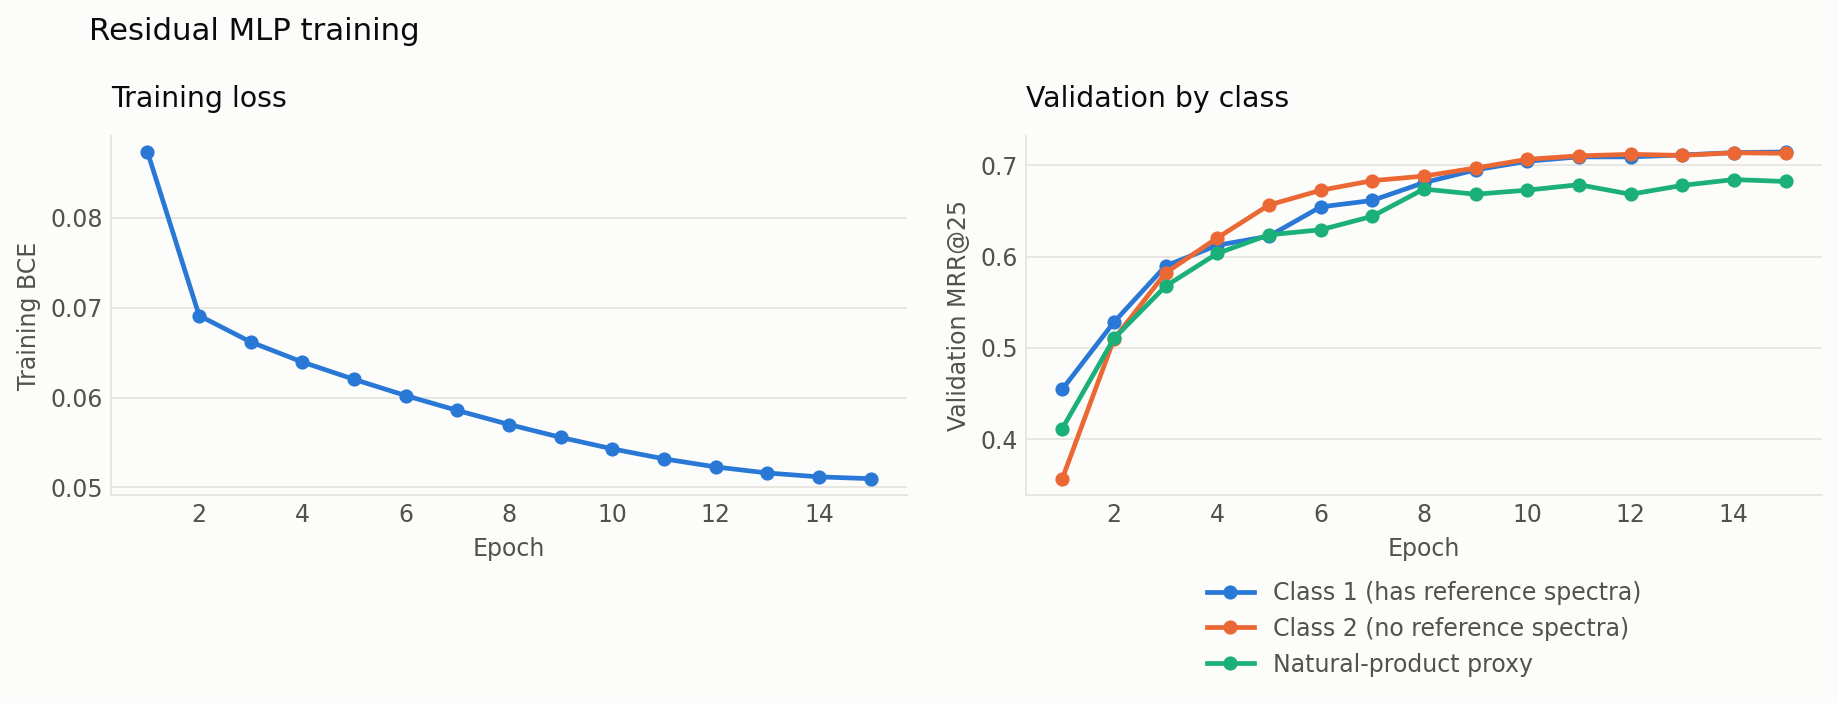 Residual MLP training
Training loss
Training BCE
0.08
0.07
0.06
0.05
2 4 6 8 10 12 14
Epoch
Validation by class
Validation MRR@25
0.7
0.6
0.5
0.4
2 4 6 8 10 12 14
Epoch
Class 1 (has reference spectra)
Class 2 (no reference spectra)
Natural-product proxy